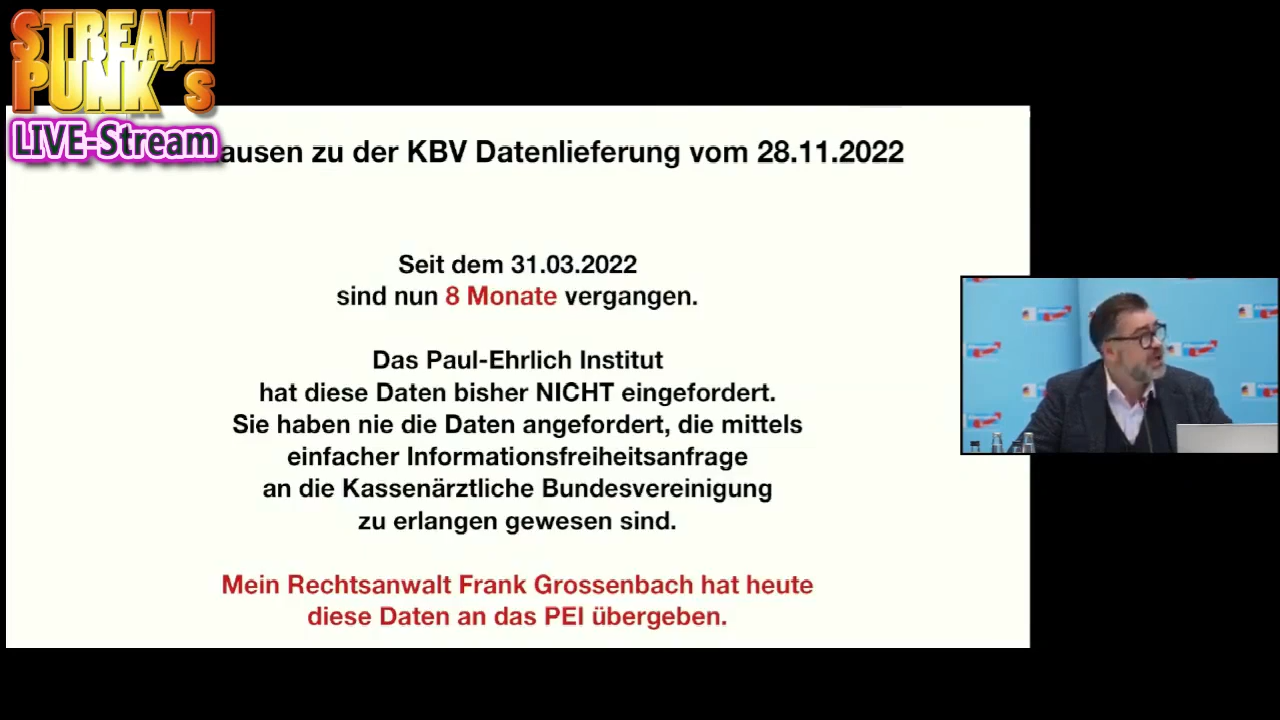 STREAM
PUNK´s
LIVE-Stream
ausen zu der KBV Datenlieferung vom 28.11.2022
Seit dem 31.03.2022
sind nun 8 Monate vergangen.
Das Paul-Ehrlich Institut
hat diese Daten bisher NICHT eingefordert.
Sie haben nie die Daten angefordert, die mittels
einfacher Informationsfreiheitsanfrage
an die Kassenärztliche Bundesvereinigung
zu erlangen gewesen sind.
Mein Rechtsanwalt Frank Grossenbach hat heute
diese Daten an das PEI übergeben.